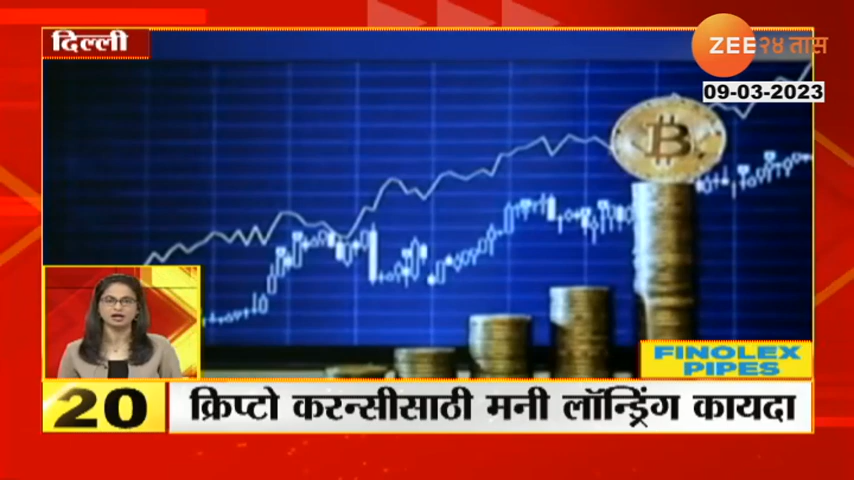 दिल्ली
ZEE २४ तास
09-03-2023
FINOLEX
PIPES
20
क्रिप्टो करन्सीसाठी मनी लॉन्ड्रिंग कायदा